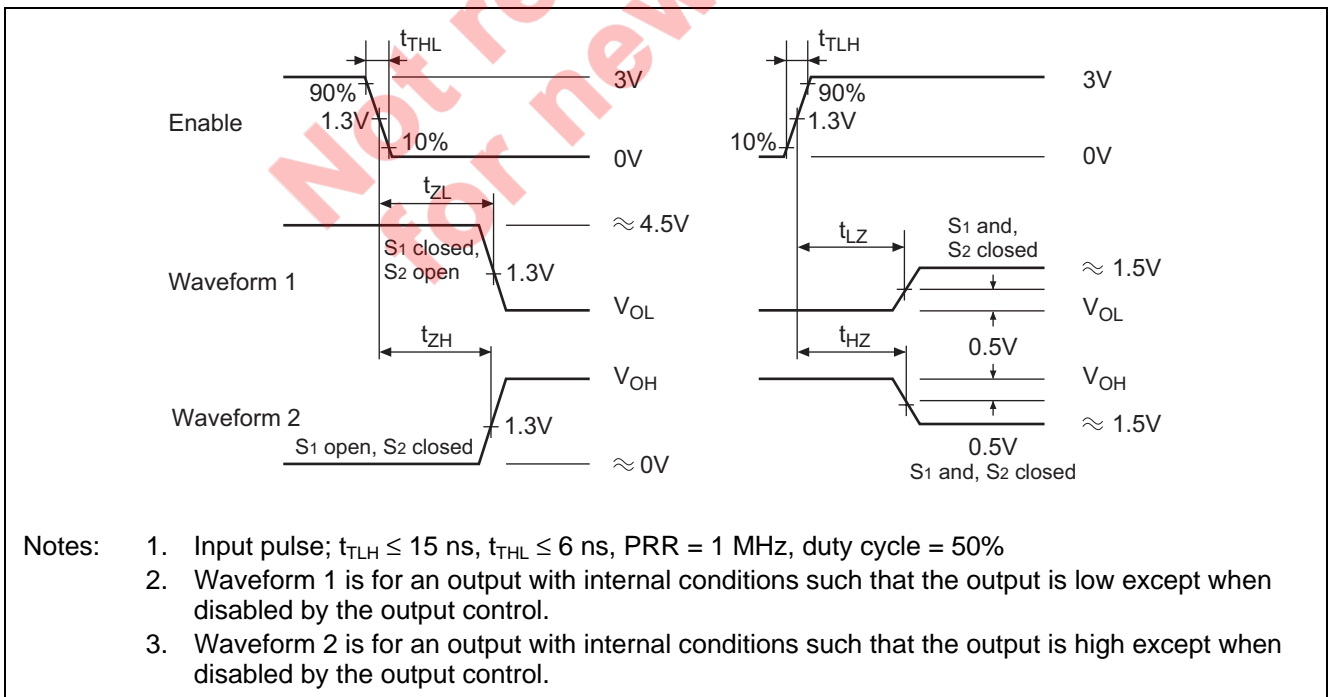 Not re
for new
tTHL
tTLH
90%
3V
90%
3V
Enable
1.3V
1.3V
10%
0V
10%
0V
tZL
≈ 4.5V
S1 closed,
S2 open
tLZ
S1 and,
S2 closed
Waveform 1
1.3V
≈ 1.5V
VOL
VOL
tZH
tHZ
0.5V
VOH
VOH
Waveform 2
1.3V
≈ 1.5V
S1 open, S2 closed
≈ 0V
0.5V
S1 and, S2 closed
Notes: 1. Input pulse; tTLH ≤ 15 ns, tTHL ≤ 6 ns, PRR = 1 MHz, duty cycle = 50%
2. Waveform 1 is for an output with internal conditions such that the output is low except when
disabled by the output control.
3. Waveform 2 is for an output with internal conditions such that the output is high except when
disabled by the output control.